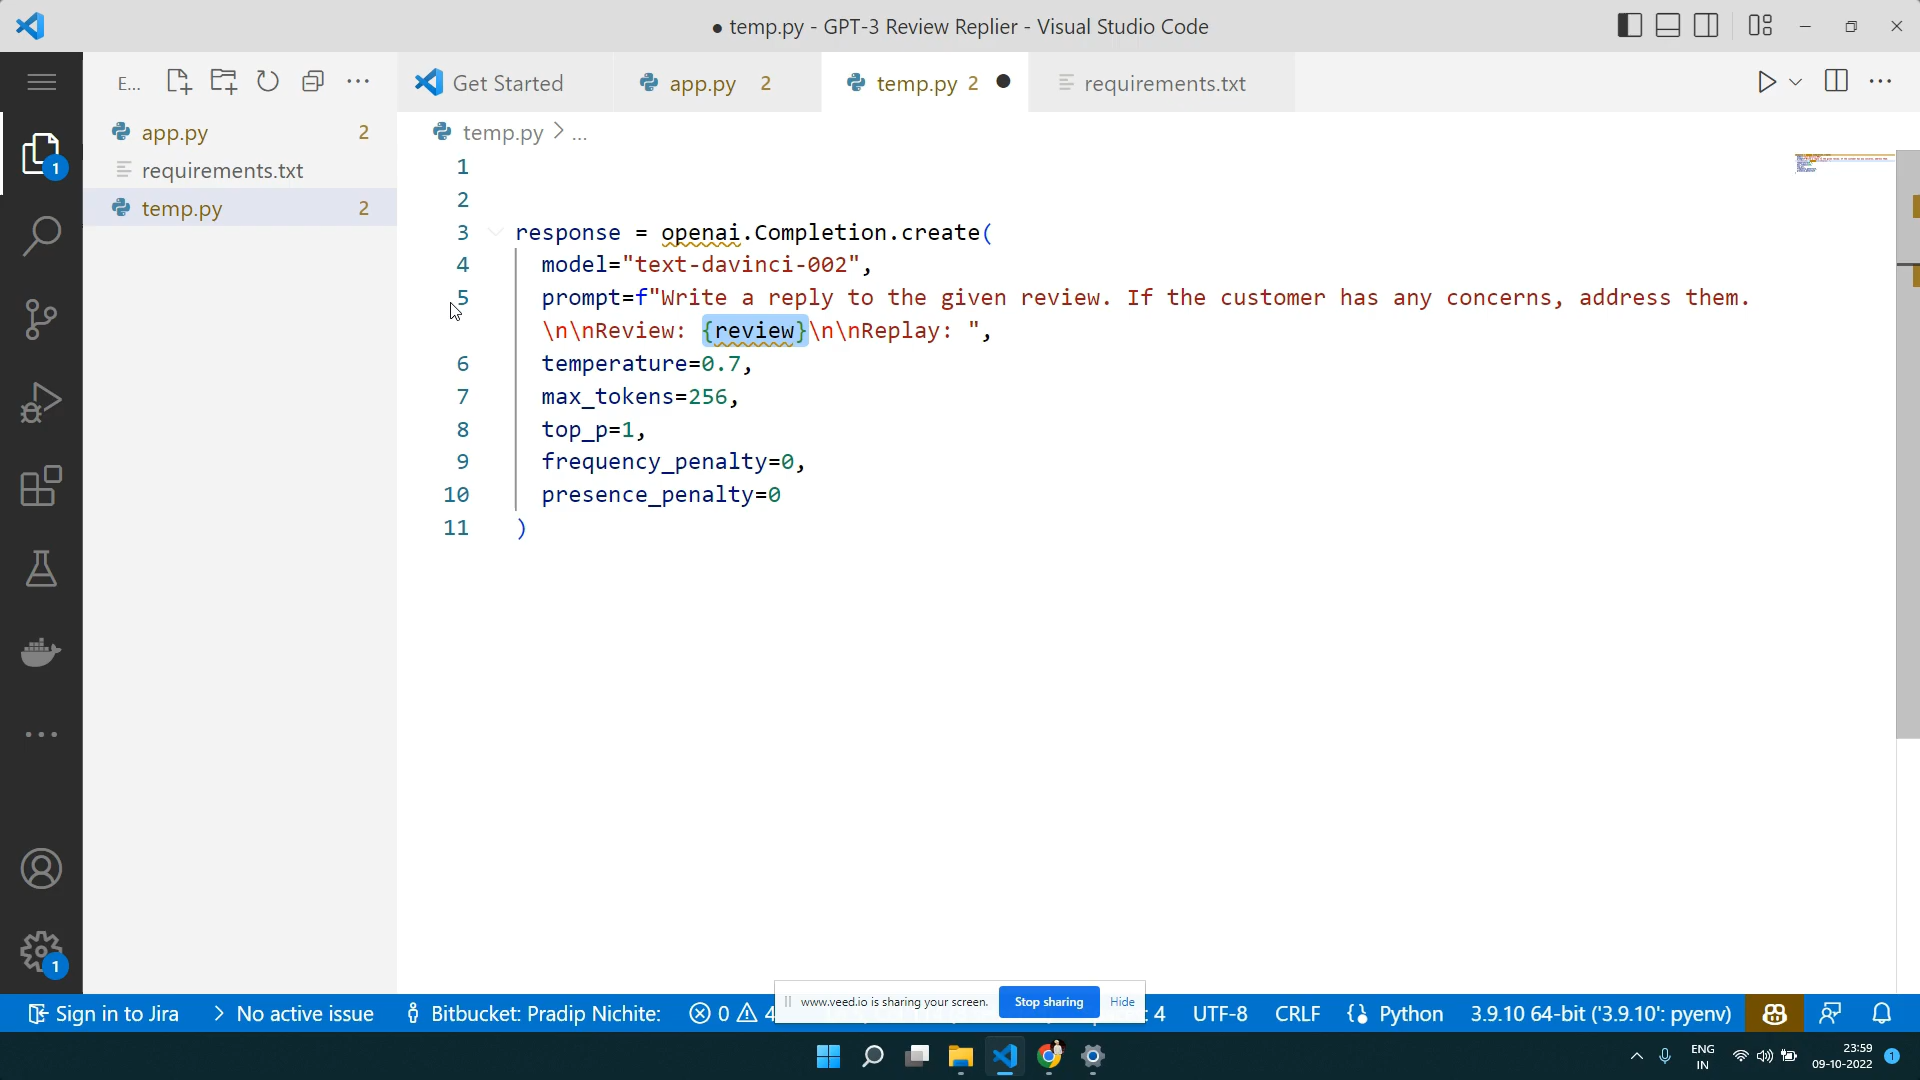 ● temp.py - GPT-3 Review Replier - Visual Studio Code
E...
Get Started
app.py 2
temp.py 2
requirements.txt
app.py 2
requirements.txt
temp.py 2
temp.py > ...
1
2
3 response = openai.Completion.create(
4 model="text-davinci-002",
5 prompt=f"Write a reply to the given review. If the customer has any concerns, address them.
\n\nReview: {review}\n\nReplay: ",
6 temperature=0.7,
7 max_tokens=256,
8 top_p=1,
9 frequency_penalty=0,
10 presence_penalty=0
11 )
1
1
www.veed.io is sharing your screen. Stop sharing Hide
Sign in to Jira > No active issue Bitbucket: Pradip Nichite: 0 4 4 UTF-8 CRLF Python 3.9.10 64-bit ('3.9.10': pyenv)
ENG
IN
23:59
09-10-2022
1